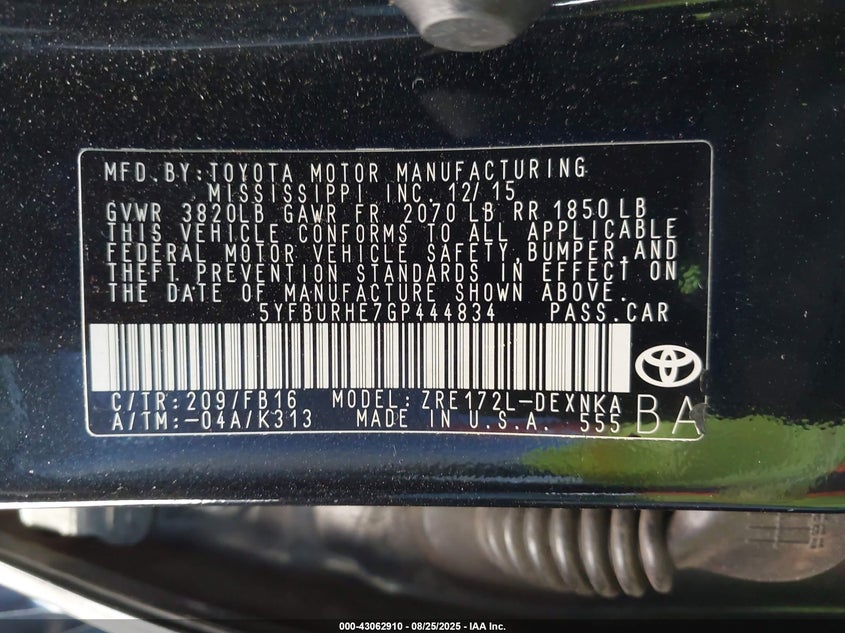 MFD.BY:TOYOTA MOTOR MANUFACTURING
MISSISSIPPI INC. 12/15
GVWR 3820LB GAWR FR 2070 LB RR 1850 LB
THIS VEHICLE CONFORMS TO ALL APPLICABLE
FEDERAL MOTOR VEHICLE SAFETY,BUMPER,AND
THEFT PREVENTION STANDARDS IN EFFECT ON
THE DATE OF MANUFACTURE SHOWN ABOVE.
5YFBURHE7GP444834 PASS.CAR
C/TR:209/FB16 MODEL:ZRE172L-DEXNKA
A/TM:-04A/K313 MADE IN U.S.A. 555 BA
000-43062910 - 08/25/2025 - IAA Inc.